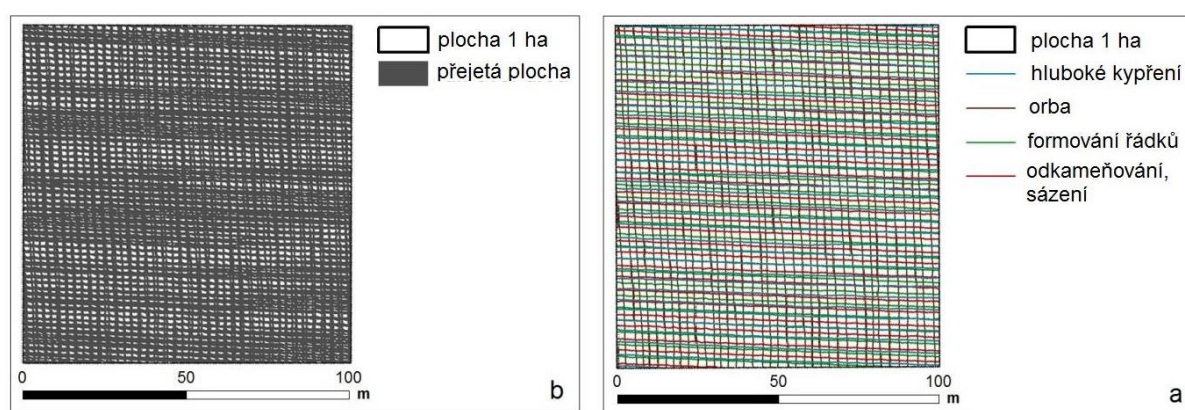 plocha 1 ha
přejetá plocha
0 50 100
m
b
plocha 1 ha
hluboké kypření
orba
formování řádků
odkameňování,
sázení
0 50 100
m
a